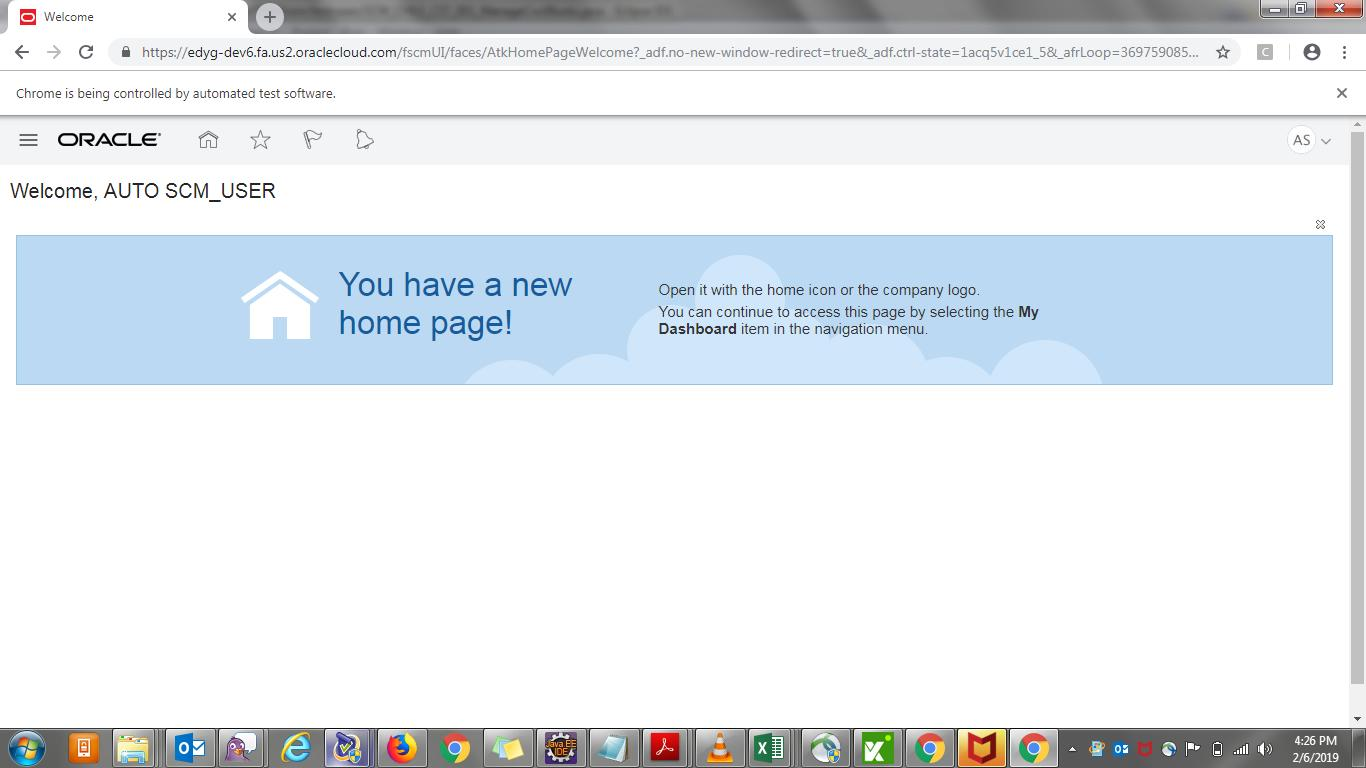 Welcome
https://edyg-dev6.fa.us2.oraclecloud.com/fscmUI/faces/AtkHomePageWelcome?_adf.no-new-window-redirect=true&_adf.ctrl-state=1acq5v1ce1_5&_afrLoop=369759085...
C
Chrome is being controlled by automated test software.
ORACLE
AS
Welcome, AUTO SCM_USER
You have a new
home page!
Open it with the home icon or the company logo.
You can continue to access this page by selecting the My
Dashboard item in the navigation menu.
Java EE
IDE
4:26 PM
2/6/2019